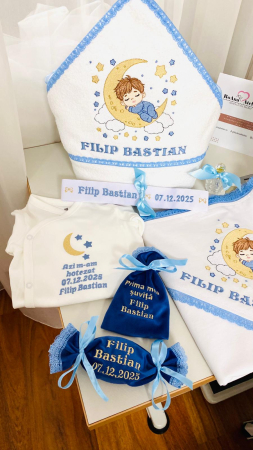 FILIP BASTIAN
Filip Bastian
07.12.2025
Azi m-am
botezat
07.12.2025
Filip Bastian
Prima mea
șuviță
Filip
Bastian
FILIP BAS
Filip
Bastian
07.12.2025